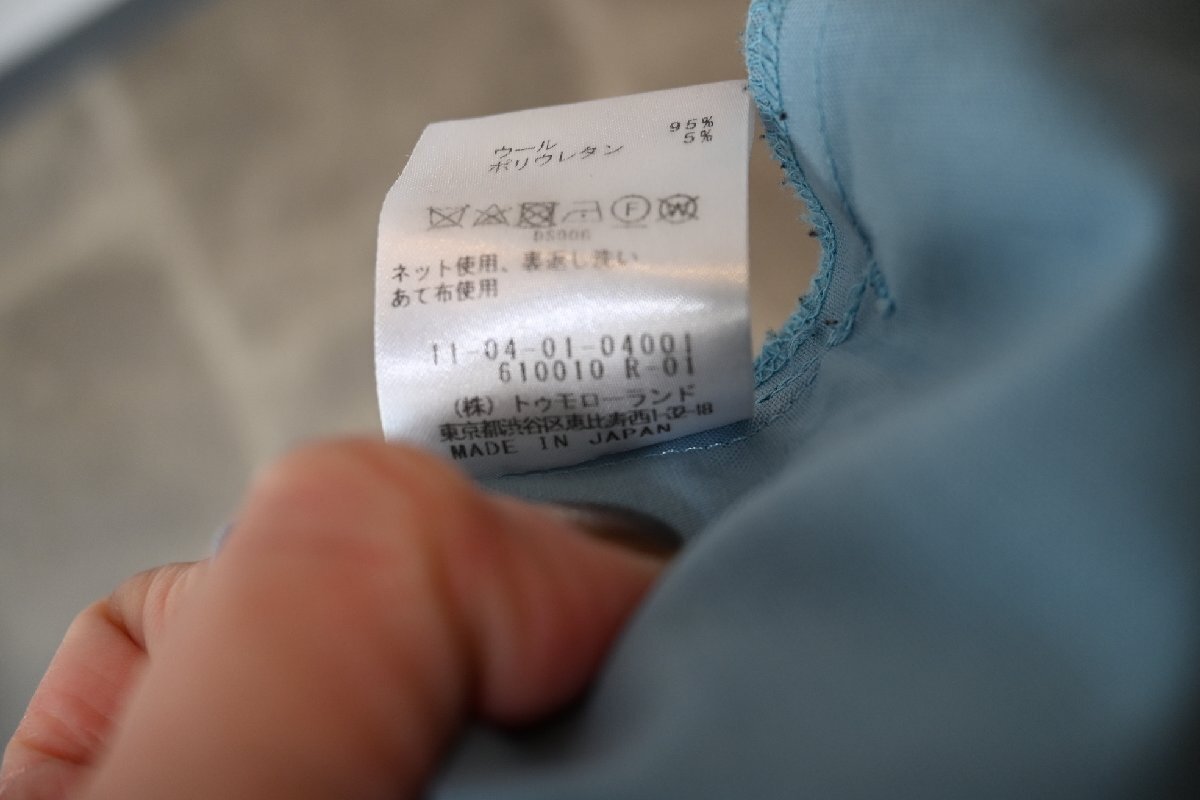 ウール 95%
ポリウレタン 5%
F W
DS006
ネット使用、裏返し洗い
あて布使用
11-04-01-04001
610010 R-01
(株)トゥモローランド
東京都渋谷区恵比寿西1-32-18
MADE IN JAPAN